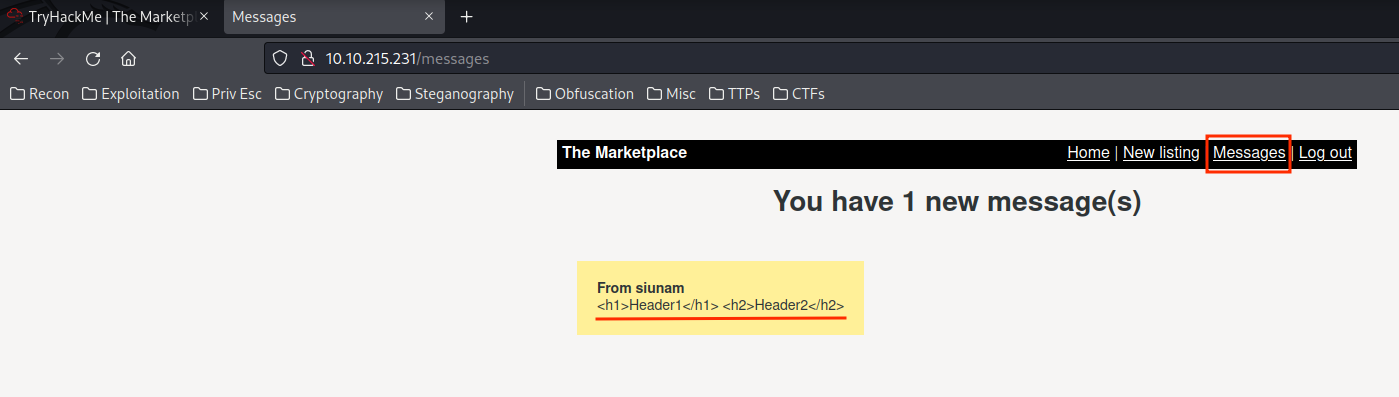 TryHackMe | The Marketp
Messages
10.10.215.231/messages
Recon Exploitation Priv Esc Cryptography Steganography Obfuscation Misc TTPs CTFs
The Marketplace Home | New listing Messages | Log out
You have 1 new message(s)
From siunam
<h1>Header1</h1> <h2>Header2</h2>